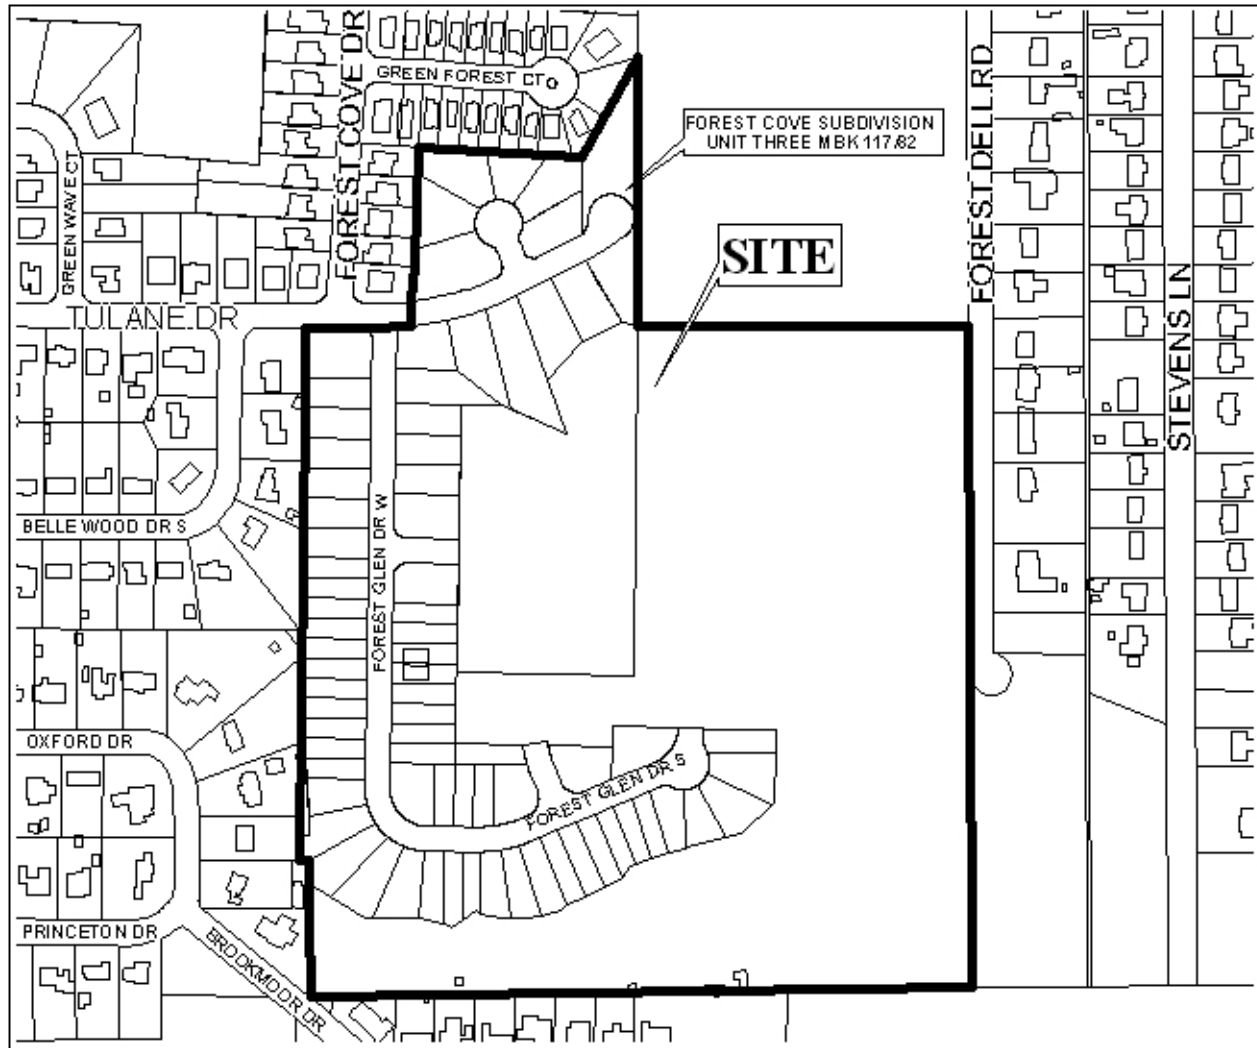 FOREST COVE DR
GREEN FOREST CT
FOREST COVE SUBDIVISION
UNIT THREE MBK 117/82
FOREST DELL RD
GREEN WAVE CT
SITE
TULANE DR
STEVENS LN
BELLE WOOD DR S
FOREST GLEN DR W
OXFORD DR
FOREST GLEN DR S
PRINCETON DR
BROOKMOOR DR